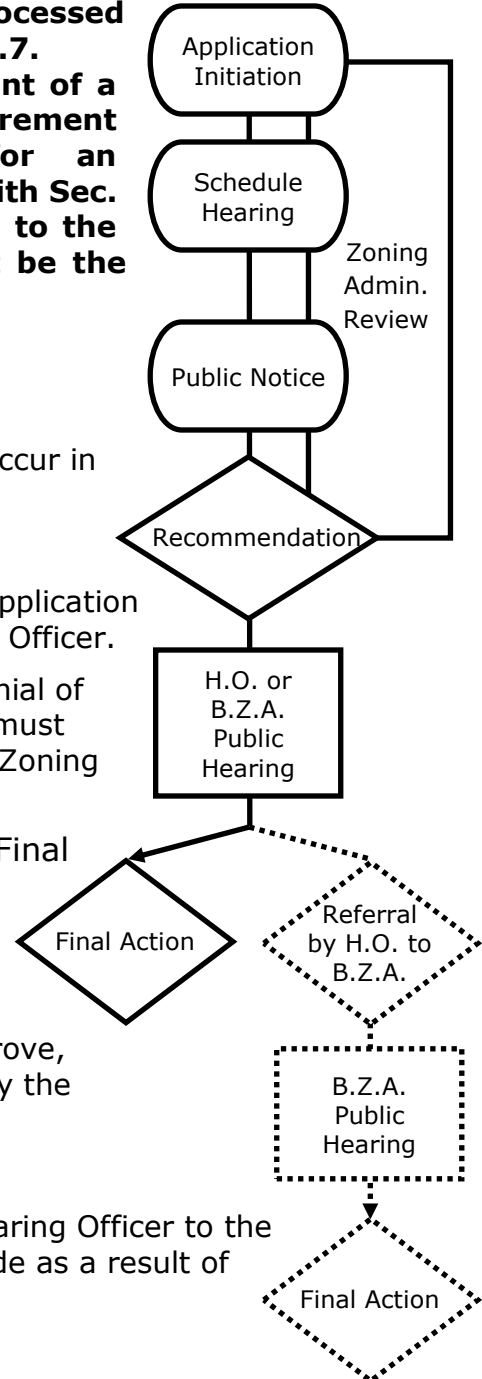 ocessed
.7.
nt of a
rement
or an
ith Sec.
to the
t be the
ccur in
pplication
Officer.
nial of
must
Zoning
Final
rove,
y the
aring Officer to the
de as a result of
Application
Initiation
Schedule
Hearing
Zoning
Admin.
Review
Public Notice
Recommendation
H.O. or
B.Z.A.
Public
Hearing
Final Action
Referral
by H.O. to
B.Z.A.
B.Z.A.
Public
Hearing
Final Action